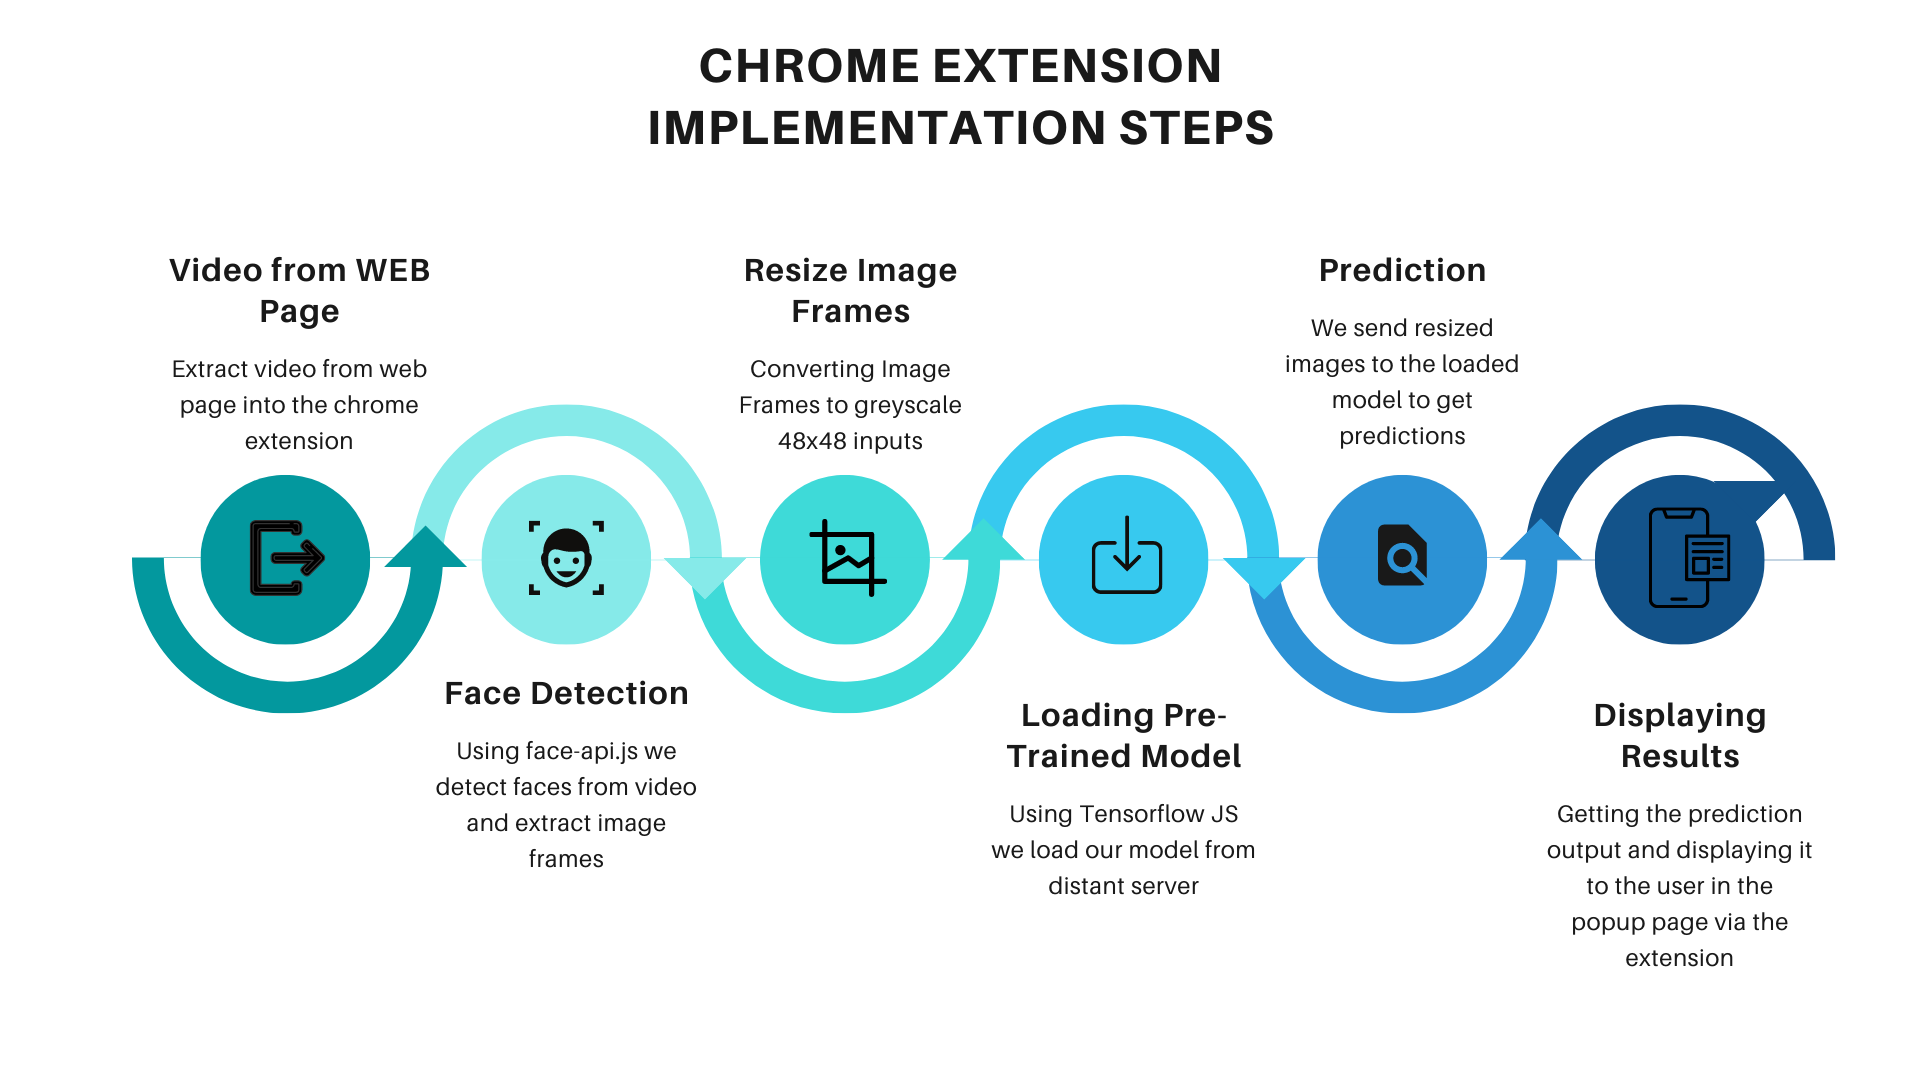 CHROME EXTENSION
IMPLEMENTATION STEPS
Video from WEB
Page
Extract video from web
page into the chrome
extension
Face Detection
Using face-api.js we
detect faces from video
and extract image
frames
Resize Image
Frames
Converting Image
Frames to greyscale
48x48 inputs
Loading Pre-
Trained Model
Using Tensorflow JS
we load our model from
distant server
Prediction
We send resized
images to the loaded
model to get
predictions
Displaying
Results
Getting the prediction
output and displaying it
to the user in the
popup page via the
extension